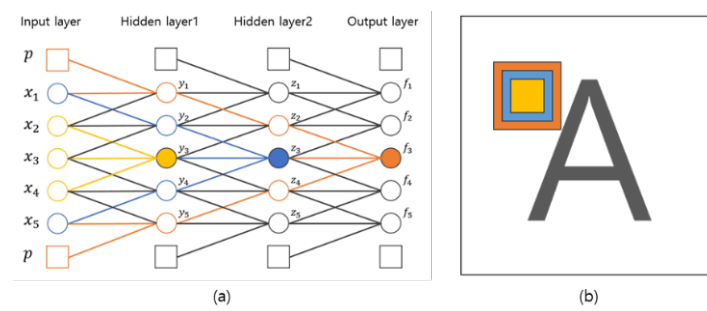 Input layer Hidden layer1 Hidden layer2 Output layer
p
x₁ y₁ z₁ f₁
x₂ y₂ z₂ f₂
x₃ y₃ z₃ f₃
x₄ y₄ z₄ f₄
x₅ y₅ z₅ f₅
p
A
(a) (b)